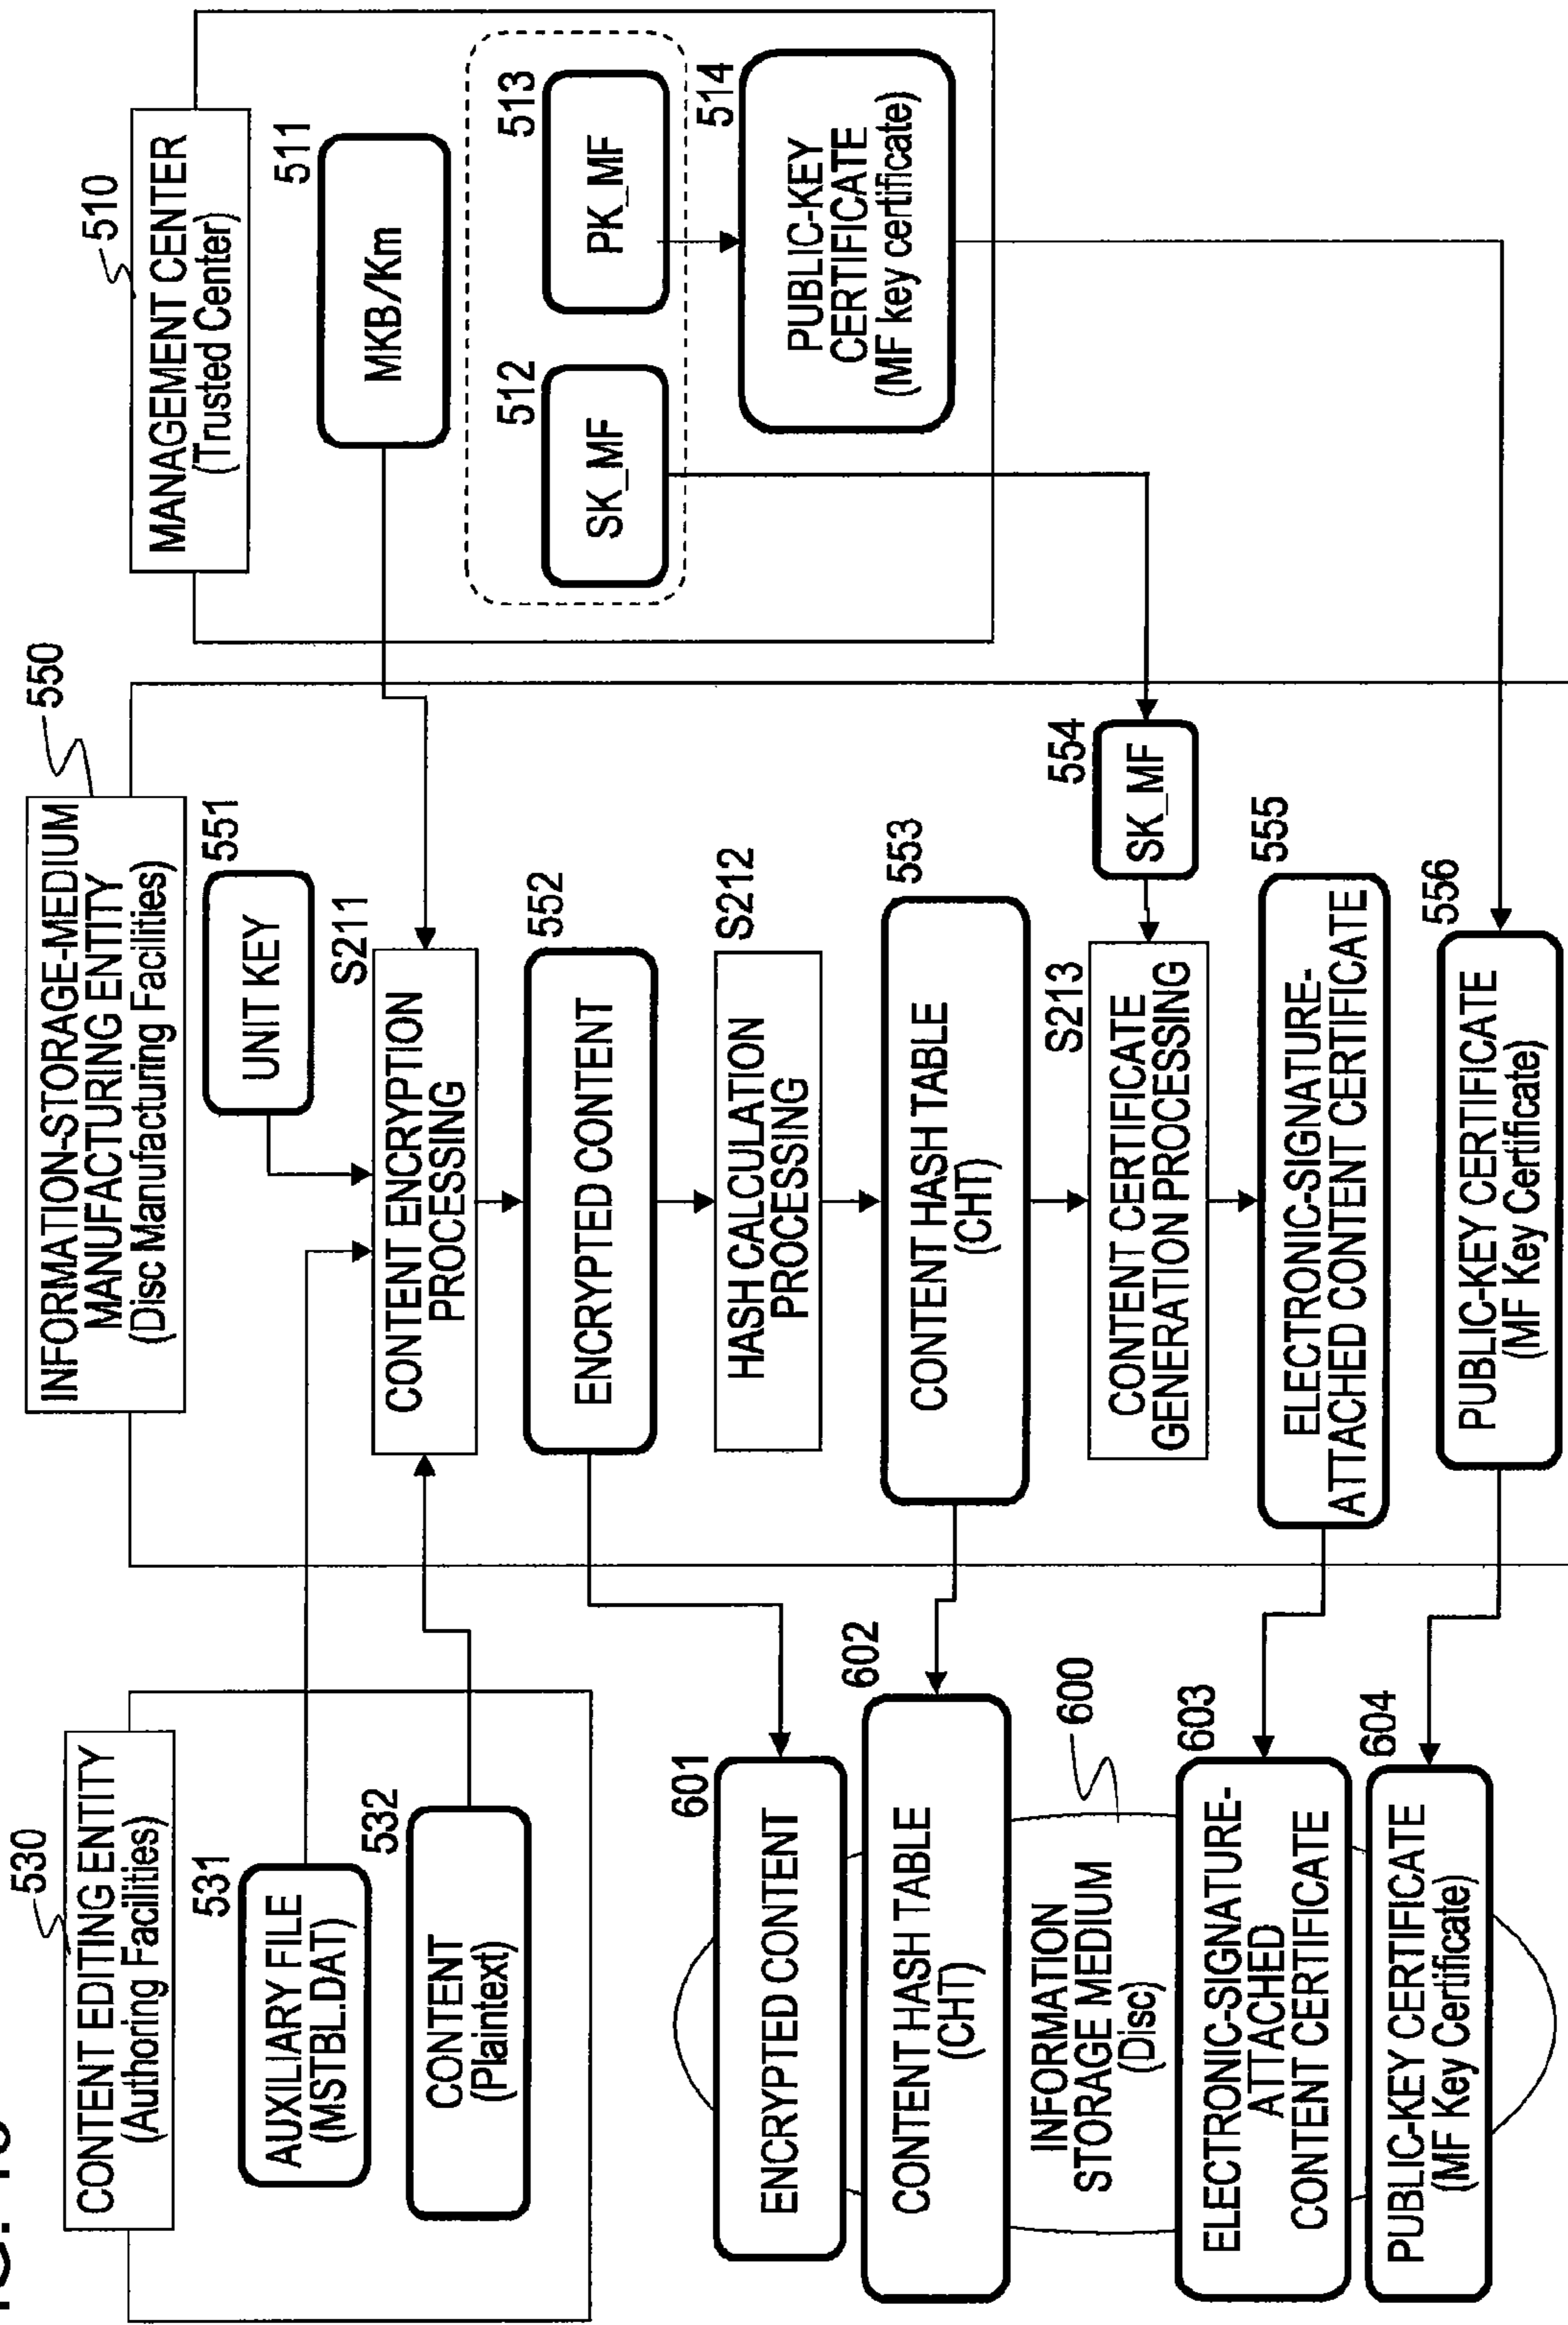 530
CONTENT EDITING ENTITY
(Authoring Facilities)
531
AUXILIARY FILE
(MSTBL.DAT)
532
CONTENT
(Plaintext)
550
INFORMATION-STORAGE-MEDIUM
MANUFACTURING ENTITY
(Disc Manufacturing Facilities)
551
UNIT KEY
S211
CONTENT ENCRYPTION
PROCESSING
552
ENCRYPTED CONTENT
S212
HASH CALCULATION
PROCESSING
553
CONTENT HASH TABLE
(CHT)
554
SK_MF
S213
CONTENT CERTIFICATE
GENERATION PROCESSING
555
ELECTRONIC-SIGNATURE-
ATTACHED CONTENT CERTIFICATE
556
PUBLIC-KEY CERTIFICATE
(MF Key Certificate)
510
MANAGEMENT CENTER
(Trusted Center)
511
MKB/Km
512
SK_MF
513
PK_MF
514
PUBLIC-KEY
CERTIFICATE
(MF key certificate)
601
ENCRYPTED CONTENT
602
CONTENT HASH TABLE
(CHT)
600
INFORMATION
STORAGE MEDIUM
(Disc)
603
ELECTRONIC-SIGNATURE-
ATTACHED
CONTENT CERTIFICATE
604
PUBLIC-KEY CERTIFICATE
(MF Key Certificate)